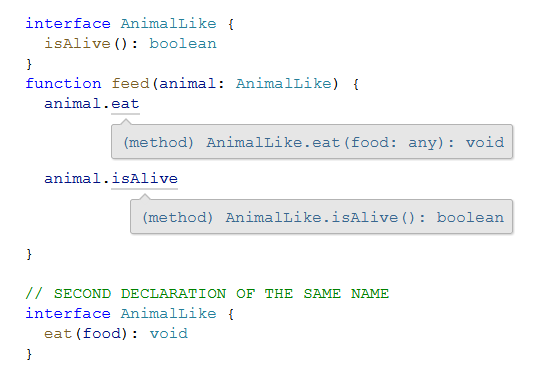 interface AnimalLike {
  isAlive(): boolean
}
function feed(animal: AnimalLike) {
  animal.eat
(method) AnimalLike.eat(food: any): void
  animal.isAlive
(method) AnimalLike.isAlive(): boolean
}
// SECOND DECLARATION OF THE SAME NAME
interface AnimalLike {
  eat(food): void
}